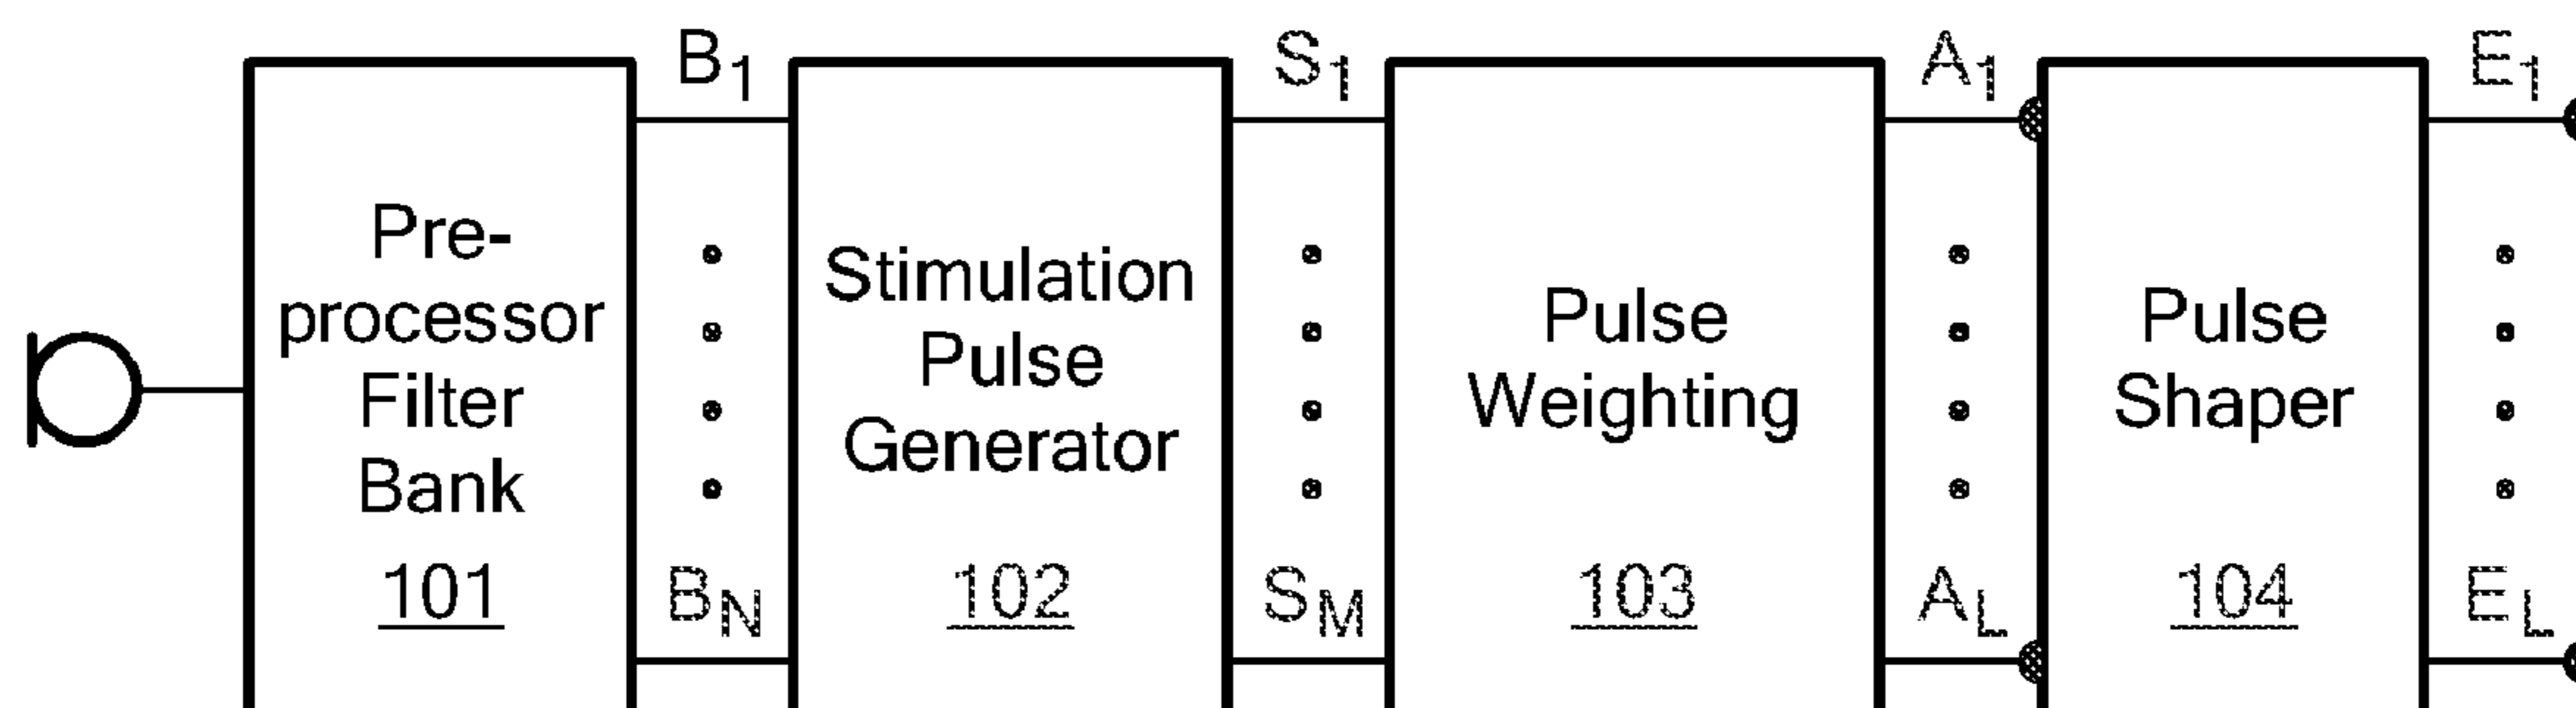 B1
S1
A1
E1
Pre-
processor
Filter
Bank
101
Stimulation
Pulse
Generator
102
Pulse
Weighting
103
Pulse
Shaper
104
BN
SM
AL
EL